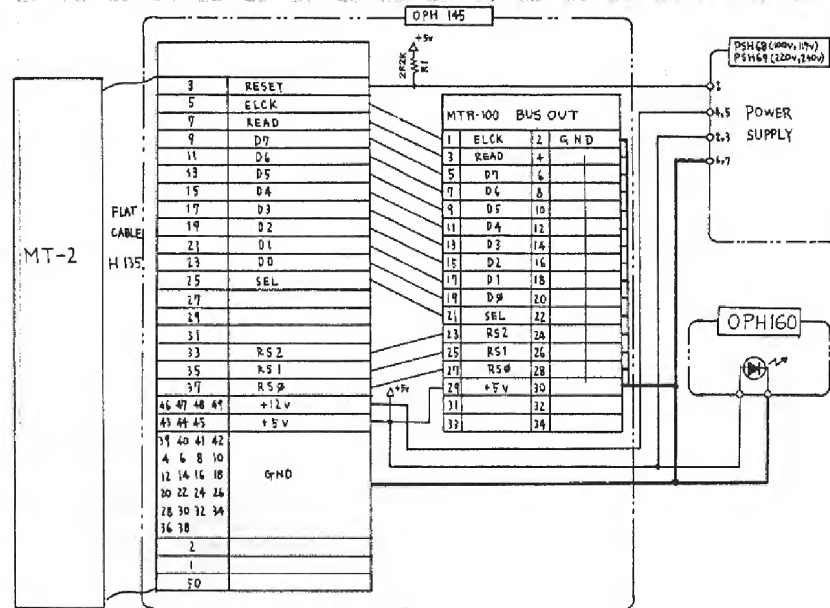 OPH 145
+5v
2R2K
R1
PSH68 (100v, 117v)
PSH69 (220v, 240v)
1
4.5 POWER
2.3 SUPPLY
6.7
MT-2
FLAT
CABLE
H 135
3 RESET
5 ELCK
7 READ
9 D7
11 D6
13 D5
15 D4
17 D3
19 D2
21 D1
23 D0
25 SEL
27
29
31
33 RS2
35 RS1
37 RSØ
46 47 48 49 +12v
43 44 45 +5v
39 40 41 42
4 6 8 10
12 14 16 18 GND
20 22 24 26
28 30 32 34
36 38
2
1
50
MTR-100 BUS OUT
1 ELCK 2 GND
3 READ 4
5 D7 6
7 D6 8
9 D5 10
11 D4 12
13 D3 14
15 D2 16
17 D1 18
19 DØ 20
21 SEL 22
23 RS2 24
25 RS1 26
27 RSØ 28
29 +5v 30
31 32
33 34
+5v
OPH160